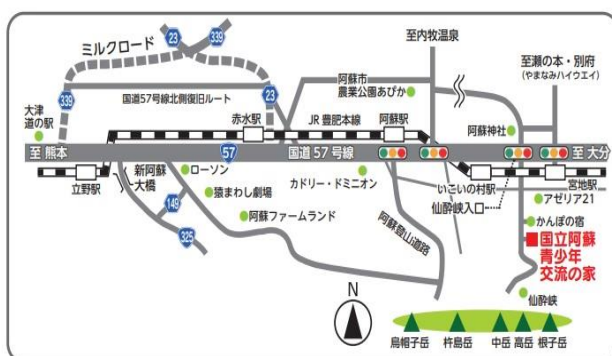 ミルクロード
23
339
23
339
国道57号線北側復旧ルート
大津
道の駅
赤水駅
JR 豊肥本線
阿蘇市
農業公園あぴか
阿蘇駅
至内牧温泉
至瀬の本・別府
(やまなみハイウエイ)
阿蘇神社
至 熊本
57
国道 57 号線
至 大分
立野駅
新阿蘇
大橋
ローソン
猿まわし劇場
阿蘇ファームランド
149
325
カドリー・ドミニオン
阿蘇登山道路
いこいの村駅
仙酔峡入口
宮地駅
アゼリア21
かんぽの宿
国立阿蘇
青少年
交流の家
仙酔峡
N
烏帽子岳
杵島岳
中岳
高岳
根子岳